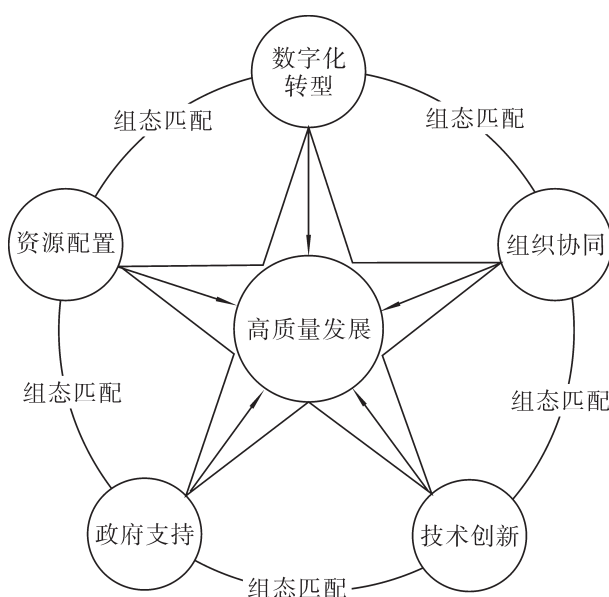 数字化
转型
组态匹配
组态匹配
资源配置
组织协同
高质量发展
组态匹配
组态匹配
政府支持
技术创新
组态匹配